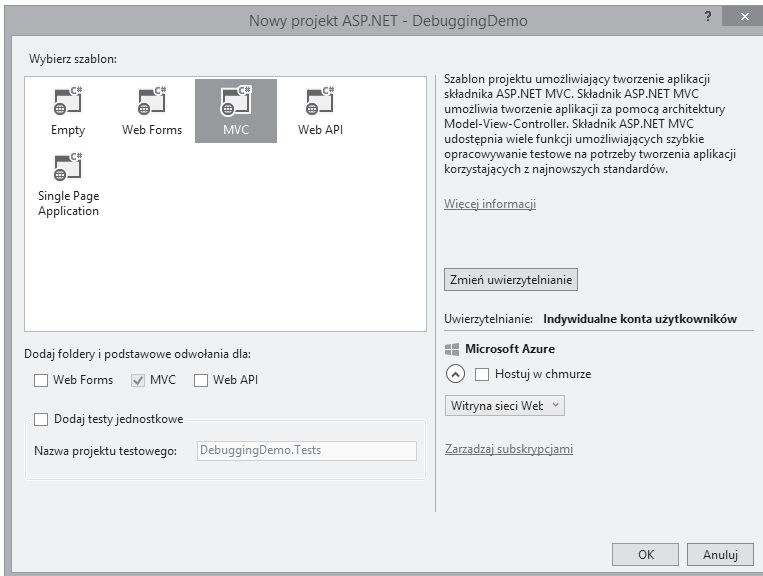 Nowy projekt ASP.NET - DebuggingDemo
? ×
Wybierz szablon:
C# C# C# C#
Empty Web Forms MVC Web API
C#
Single Page
Application
Szablon projektu umożliwiający tworzenie aplikacji
składnika ASP.NET MVC. Składnik ASP.NET MVC
umożliwia tworzenie aplikacji za pomocą architektury
Model-View-Controller. Składnik ASP.NET MVC
udostępnia wiele funkcji umożliwiających szybkie
opracowywanie testowe na potrzeby tworzenia aplikacji
korzystających z najnowszych standardów.
Więcej informacji
Zmień uwierzytelnianie
Uwierzytelnianie: Indywidualne konta użytkowników
Microsoft Azure
Hostuj w chmurze
Witryna sieci Web
Zarządzaj subskrypcjami
Dodaj foldery i podstawowe odwołania dla:
Web Forms MVC Web API
Dodaj testy jednostkowe
Nazwa projektu testowego: DebuggingDemo.Tests
OK Anuluj